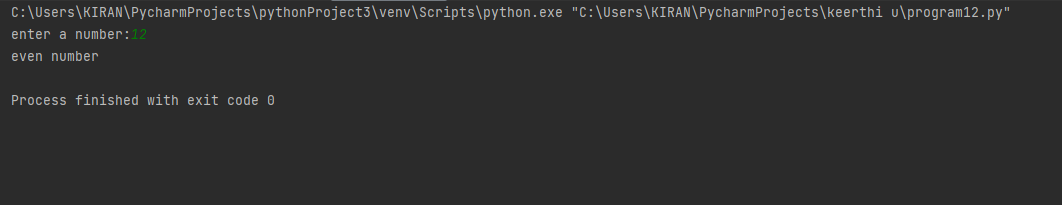 C:\Users\KIRAN\PycharmProjects\pythonProject3\venv\Scripts\python.exe "C:\Users\KIRAN\PycharmProjects\keerthi u\program12.py"
enter a number:12
even number
Process finished with exit code 0